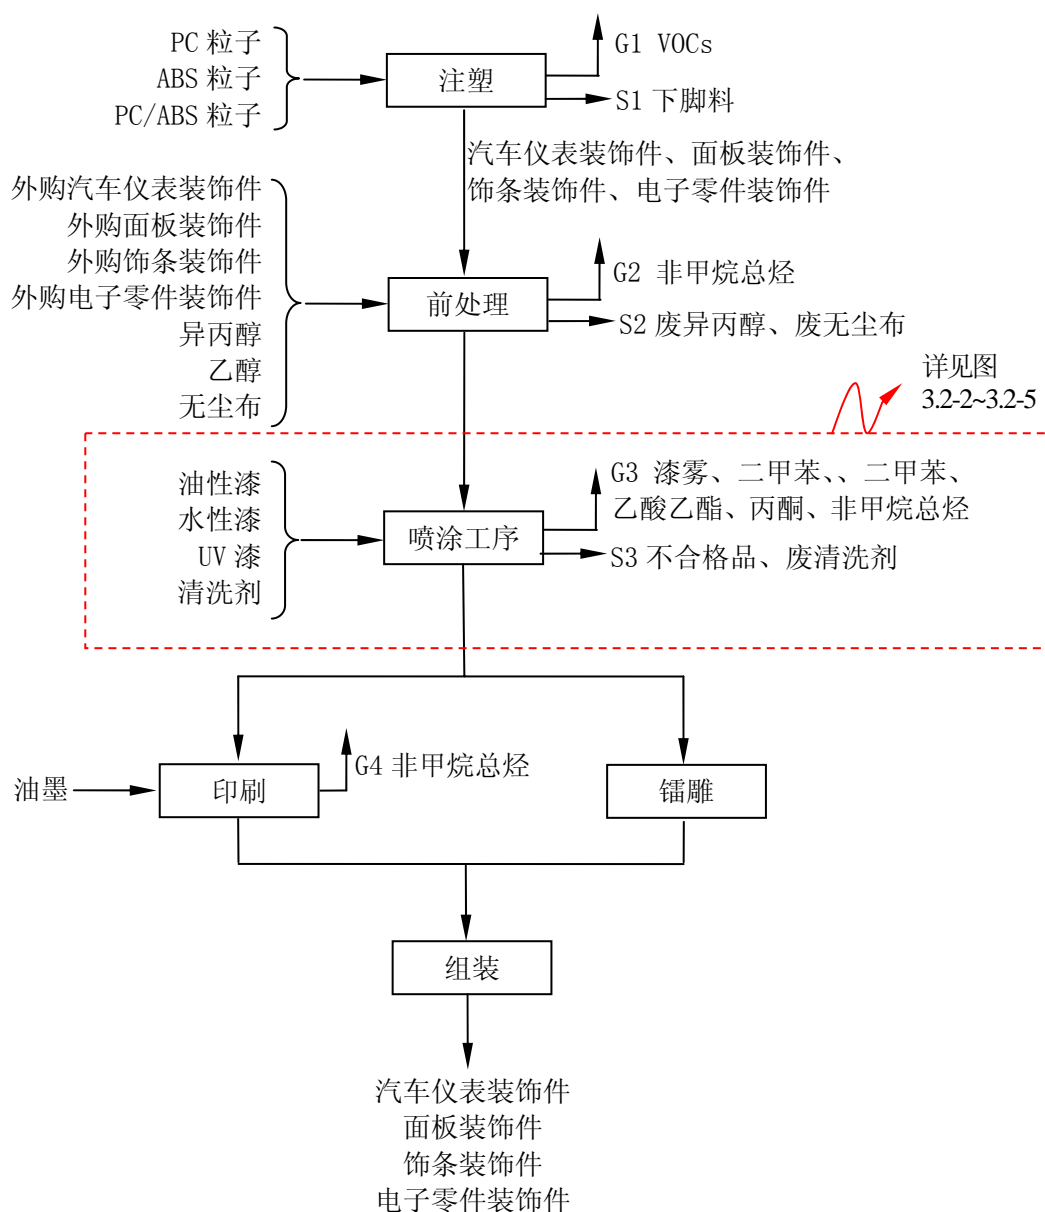 PC 粒子
ABS 粒子
PC/ABS 粒子
注塑
G1 VOCs
S1 下脚料
汽车仪表装饰件、面板装饰件、
饰条装饰件、电子零件装饰件
外购汽车仪表装饰件
外购面板装饰件
外购饰条装饰件
外购电子零件装饰件
异丙醇
乙醇
无尘布
前处理
G2 非甲烷总烃
S2 废异丙醇、废无尘布
详见图
3.2-2~3.2-5
油性漆
水性漆
UV 漆
清洗剂
喷涂工序
G3 漆雾、二甲苯、、二甲苯、
乙酸乙酯、丙酮、非甲烷总烃
S3 不合格品、废清洗剂
油墨
印刷
G4 非甲烷总烃
镭雕
组装
汽车仪表装饰件
面板装饰件
饰条装饰件
电子零件装饰件